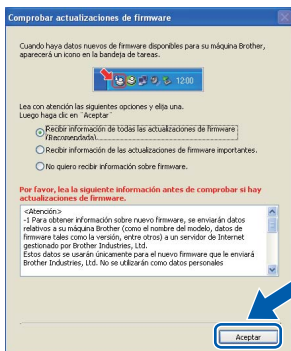 Comprobar actualizaciones de firmware
Cuando haya datos nuevos de firmware disponibles para su máquina Brother,
aparecerá un icono en la bandeja de tareas.
12:00
Lea con atención las siguientes opciones y elija una.
Luego haga clic en "Aceptar"
Recibir información de todas las actualizaciones de firmware
(Recomendada)
Recibir información de las actualizaciones de firmware importantes.
No quiero recibir información sobre firmware.
Por favor, lea la siguiente información antes de comprobar si hay
actualizaciones de firmware.
<Atención>
-1 Para obtener información sobre nuevo firmware, se enviarán datos
relativos a su máquina Brother (como el nombre del modelo, datos de
firmware tales como la versión, entre otros) a un servidor de Internet
gestionado por Brother Industries, Ltd.
Estos datos se usarán únicamente para el nuevo firmware que le enviará
Brother Industries, Ltd. No se utilizarán como datos personales
Aceptar